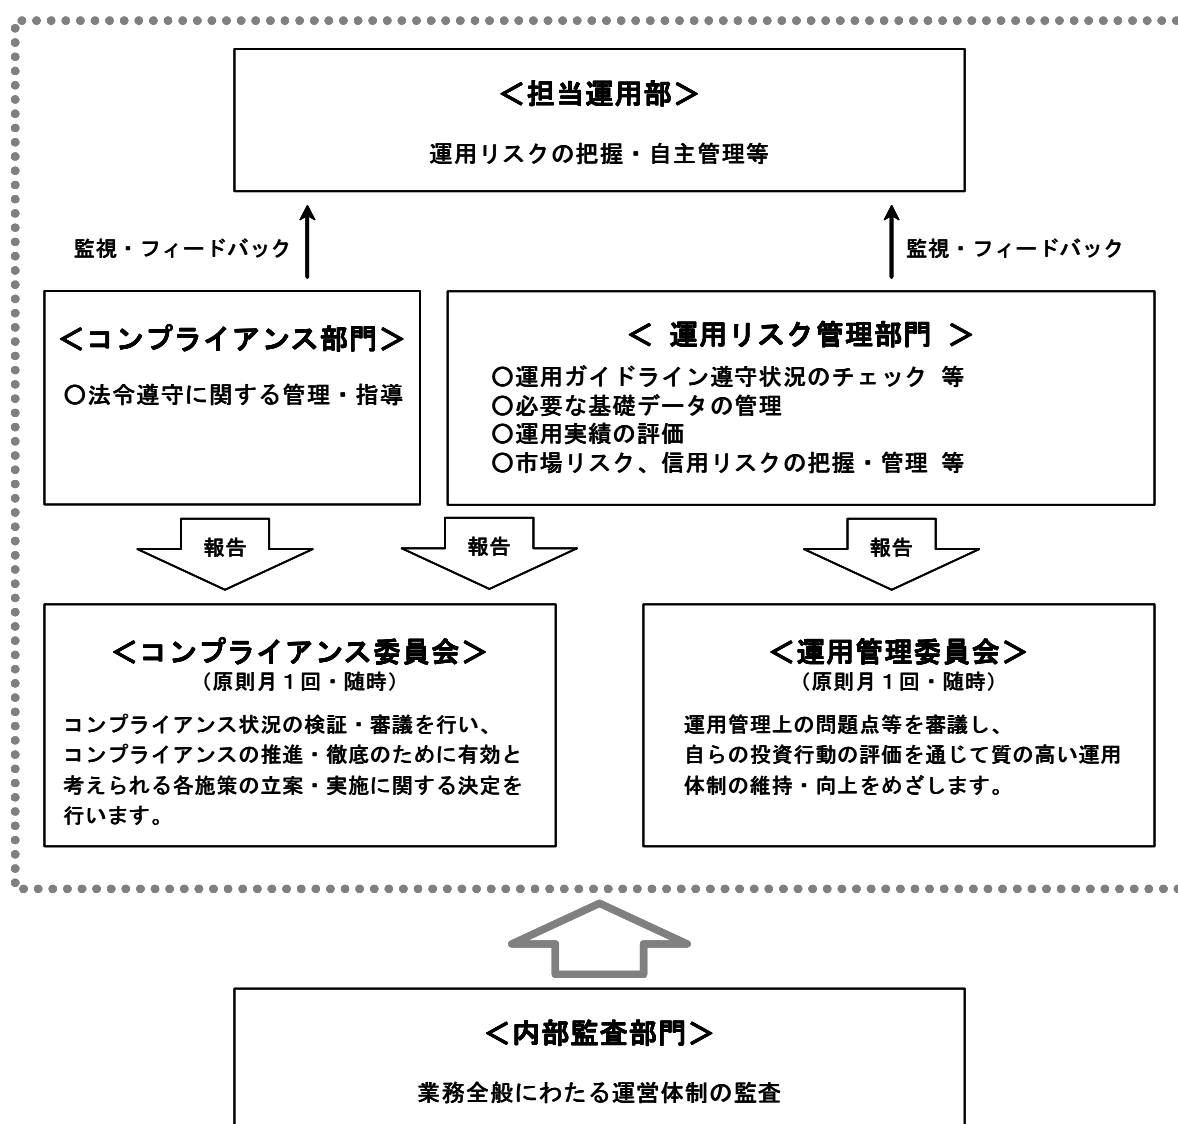 ＜担当運用部＞
運用リスクの把握・自主管理等
監視・フィードバック
監視・フィードバック
＜コンプライアンス部門＞
○法令遵守に関する管理・指導
＜ 運用リスク管理部門 ＞
○運用ガイドライン遵守状況のチェック 等
○必要な基礎データの管理
○運用実績の評価
○市場リスク、信用リスクの把握・管理 等
報告
報告
報告
＜コンプライアンス委員会＞
（原則月１回・随時）
コンプライアンス状況の検証・審議を行い、
コンプライアンスの推進・徹底のために有効と
考えられる各施策の立案・実施に関する決定を
行います。
＜運用管理委員会＞
（原則月１回・随時）
運用管理上の問題点等を審議し、
自らの投資行動の評価を通じて質の高い運用
体制の維持・向上をめざします。
＜内部監査部門＞
業務全般にわたる運営体制の監査